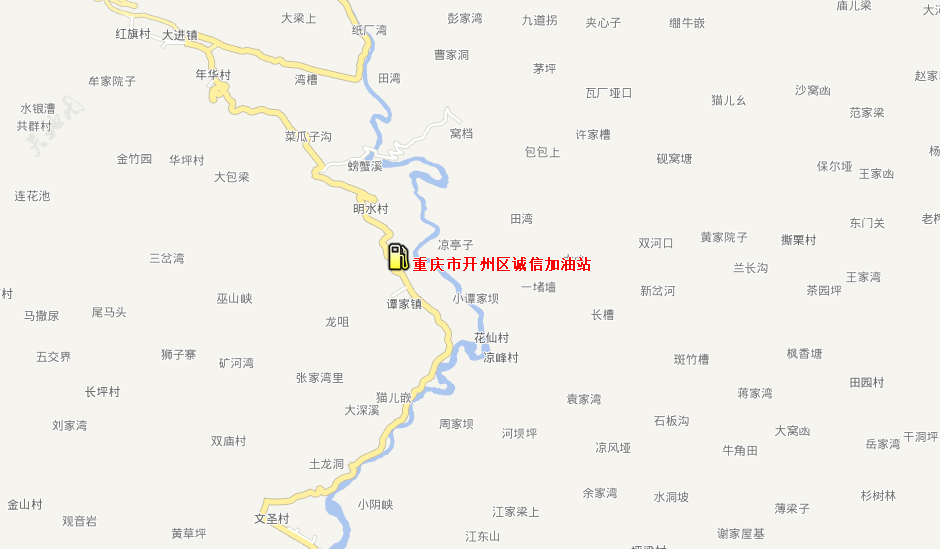 庙儿梁
大梁上
彭家湾
九道拐
夹心子
绷牛嵌
红旗村
大进镇
纸厂湾
曹家洞
茅坪
年华村
湾槽
田湾
牟家院子
瓦厂垭口
猫儿幺
沙窝函
赵家
水银漕
共群村
菜瓜子沟
窝档
许家槽
范家梁
金竹园
华坪村
大包梁
螃蟹溪
包包上
砚窝塘
保尔垭
王家函
杨
连花池
明水村
田湾
东门关
老
凉亭子
双河口
黄家院子
撕栗村
三岔湾
重庆市开州区诚信加油站
兰长沟
王家湾
村
巫山峡
谭家镇
小谭家坝
一堵墙
新岔河
茶园坪
马撒尿
尾马头
龙咀
长槽
花仙村
凉峰村
五交界
狮子寨
矿河湾
斑竹槽
枫香塘
长坪村
张家湾里
猫儿嵌
大深溪
袁家湾
蒋家湾
田园村
刘家湾
双庙村
周家坝
河坝坪
石板沟
大窝函
凉风垭
牛角田
岳家湾
干洞坪
土龙洞
金山村
小阴峡
余家湾
水洞坡
杉树林
观音岩
文圣村
江家梁上
薄梁子
黄草坪
江东山
谢家屋基